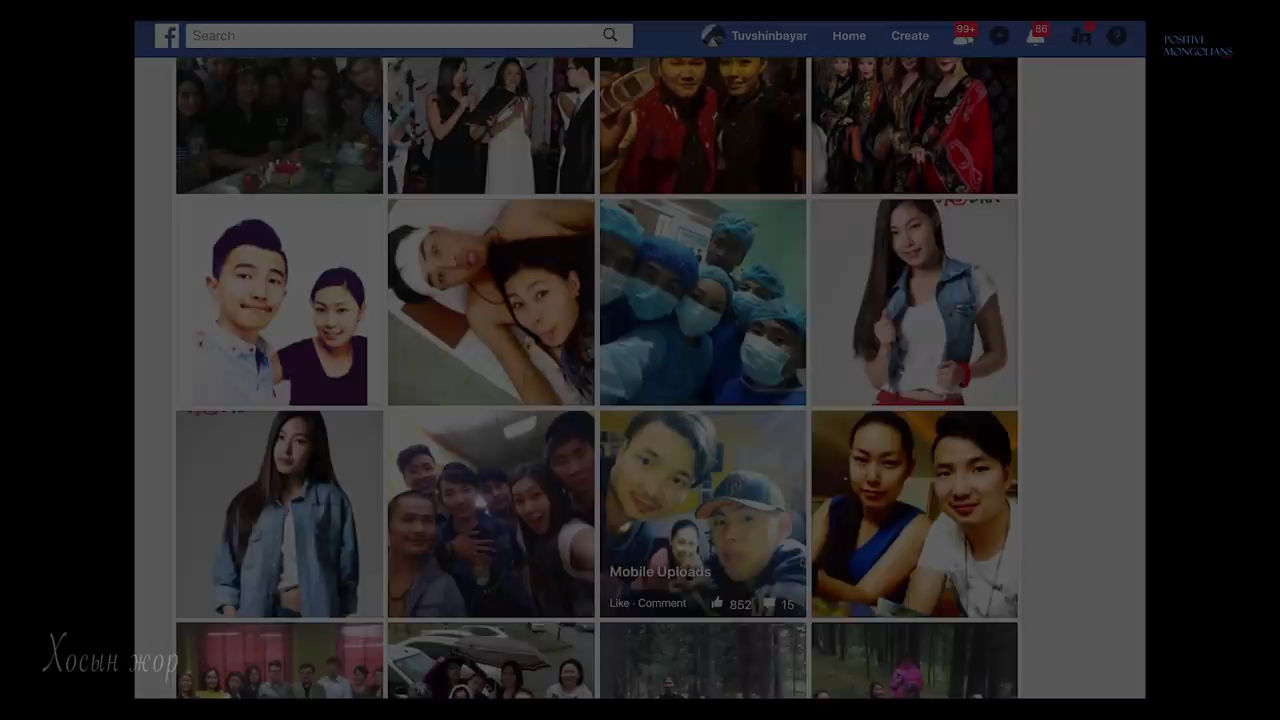 f
Search
Tuvshinbayar
Home
Create
99+
86
POSITIVE
MONGOLIANS
Mobile Uploads
Like · Comment
852
15
Хосын жор